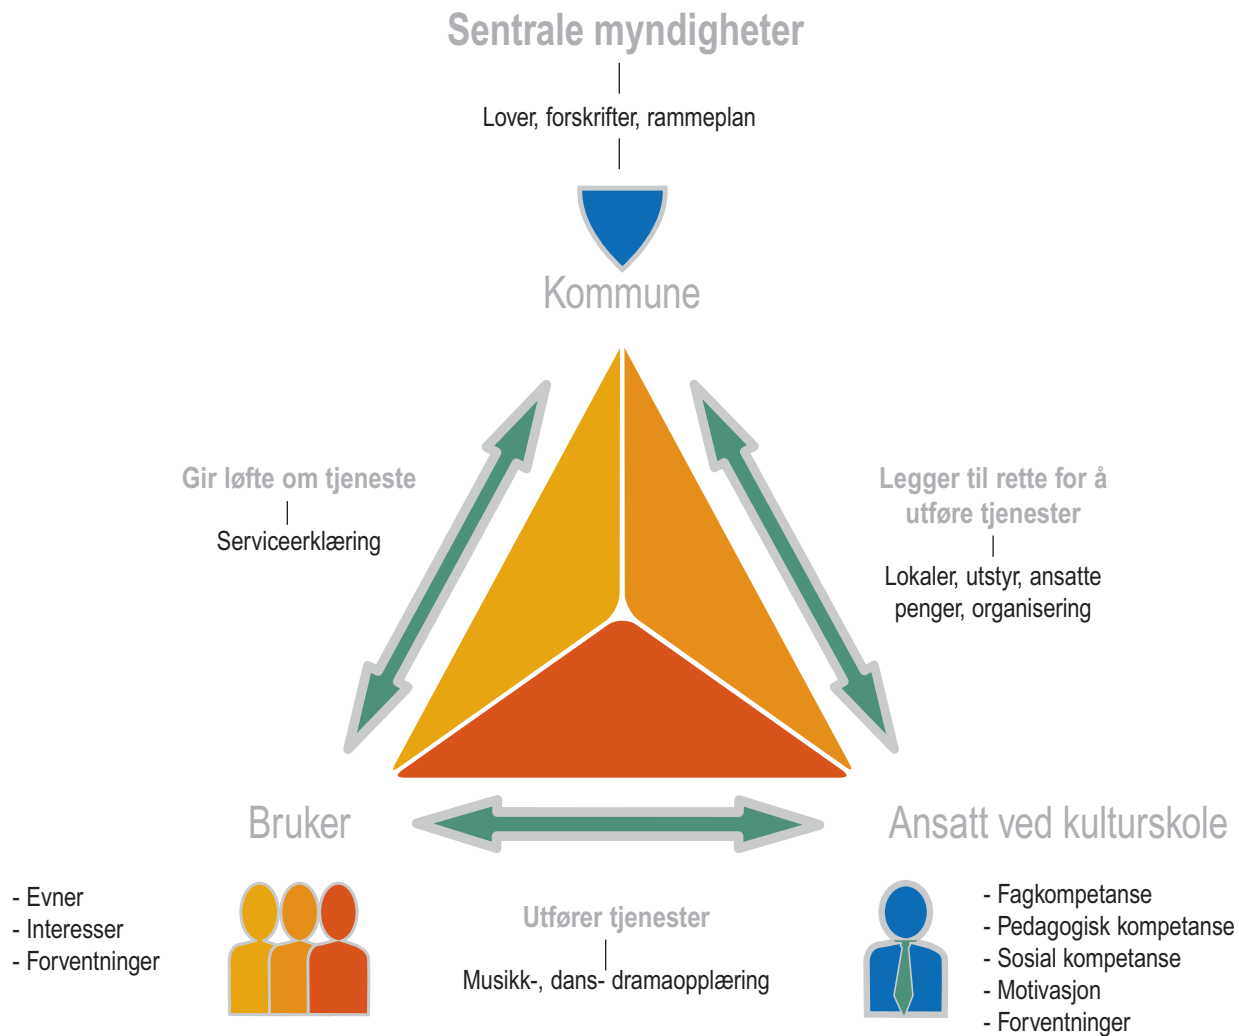 Sentrale myndigheter
Lover, forskrifter, rammeplan
Kommune
Gir løfte om tjeneste
Serviceerklæring
Legger til rette for å
utføre tjenester
Lokaler, utstyr, ansatte
penger, organisering
Bruker
- Evner
- Interesser
- Forventninger
Utfører tjenester
Musikk-, dans- dramaopplæring
Ansatt ved kulturskole
- Fagkompetanse
- Pedagogisk kompetanse
- Sosial kompetanse
- Motivasjon
- Forventninger